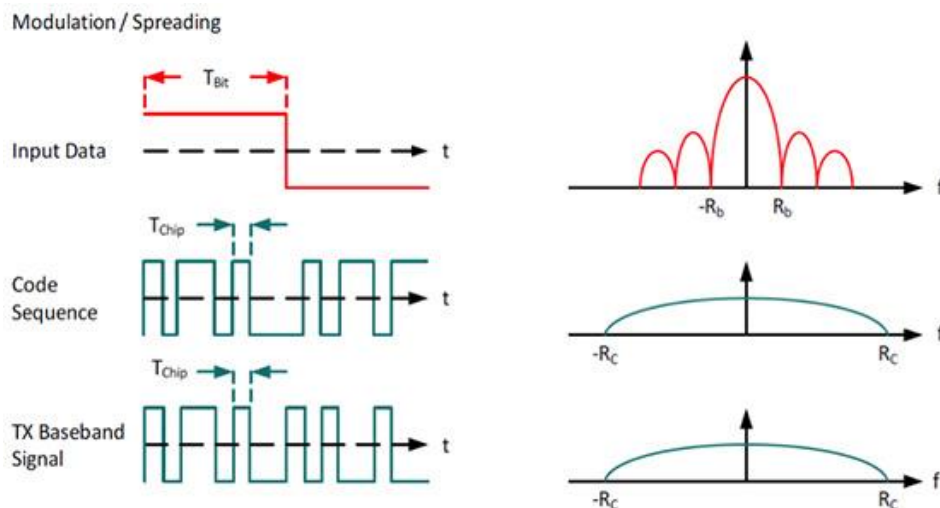 Modulation / Spreading
T_Bit
Input Data
t
f
-R_b
R_b
T_Chip
Code
Sequence
t
f
-R_C
R_C
T_Chip
TX Baseband
Signal
t
f
-R_C
R_C